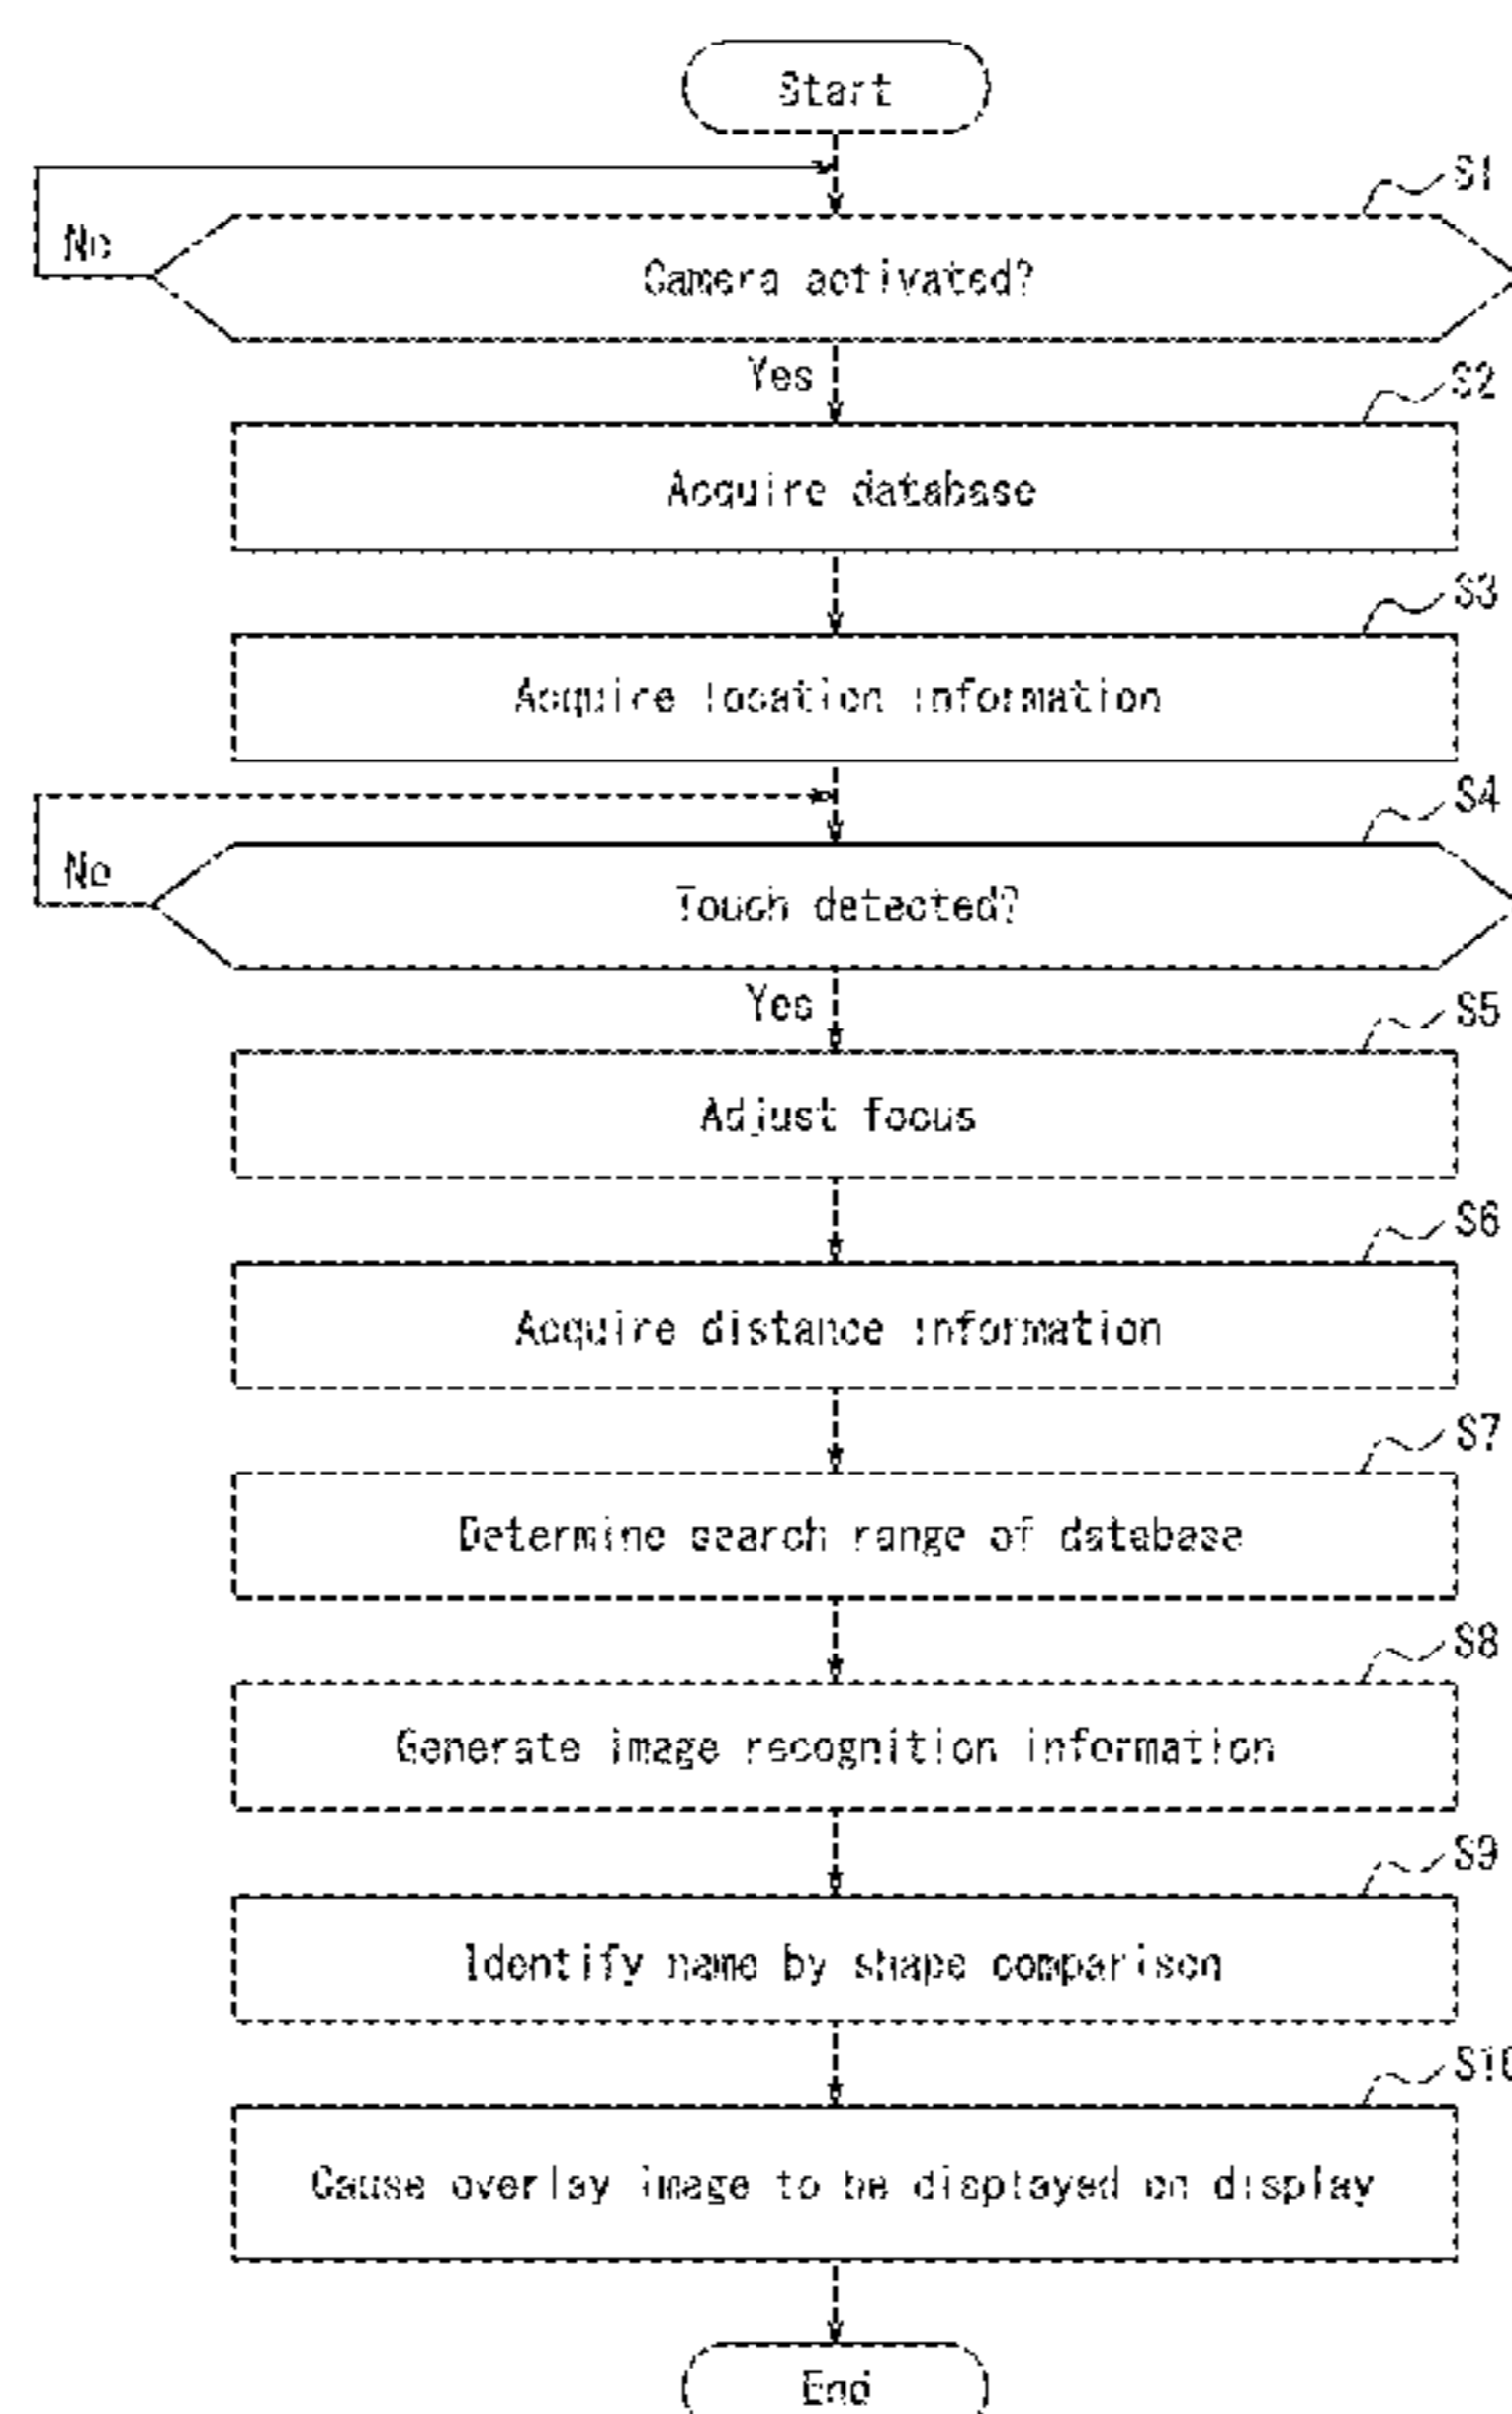 Start
S1
No
Camera activated?
Yes
S2
Acquire database
S3
Acquire location information
S4
No
Touch detected?
Yes
S5
Adjust focus
S6
Acquire distance information
S7
Determine search range of database
S8
Generate image recognition information
S9
Identify name by shape comparison
S10
Cause overlay image to be displayed on display
End